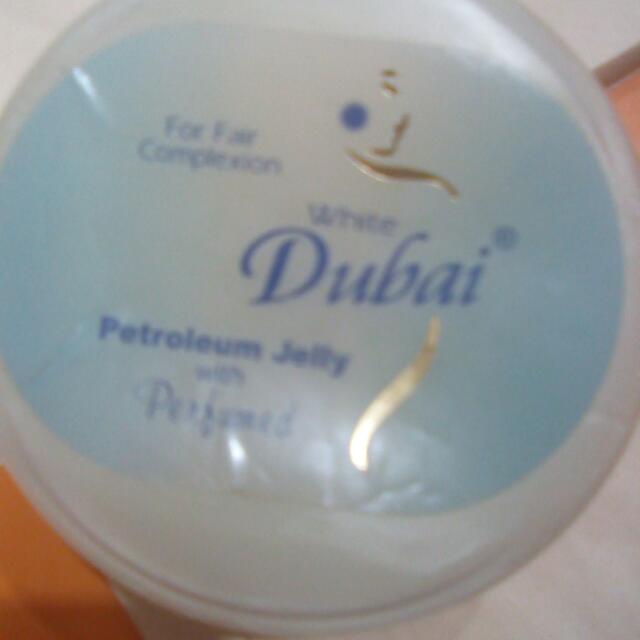 For Fair
Complexion
White
Dubai®
Petroleum Jelly
with
Perfumed